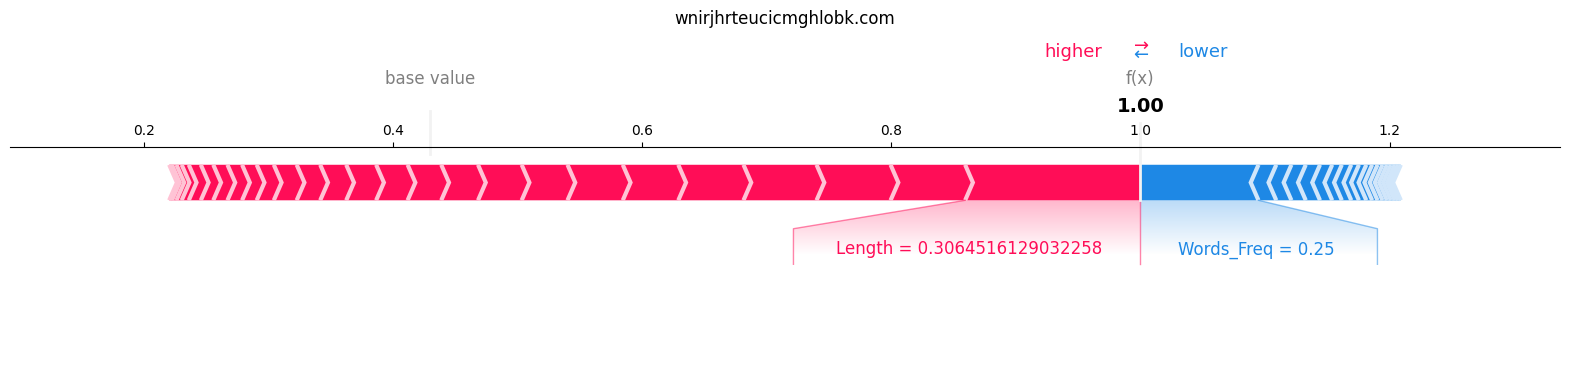 wnirjhrteucicmghlobk.com
higher ⇄ lower
base value f(x)
1.00
0.2 0.4 0.6 0.8 1 0 1.2
Length = 0.3064516129032258 Words_Freq = 0.25